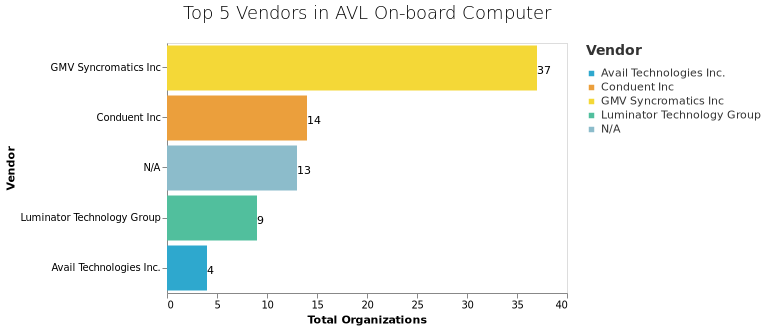 Top 5 Vendors in AVL On-board Computer
Vendor
GMV Syncromatics Inc
37
Conduent Inc
14
N/A
13
Luminator Technology Group
9
Avail Technologies Inc.
4
0 5 10 15 20 25 30 35 40
Total Organizations
Vendor
Avail Technologies Inc.
Conduent Inc
GMV Syncromatics Inc
Luminator Technology Group
N/A